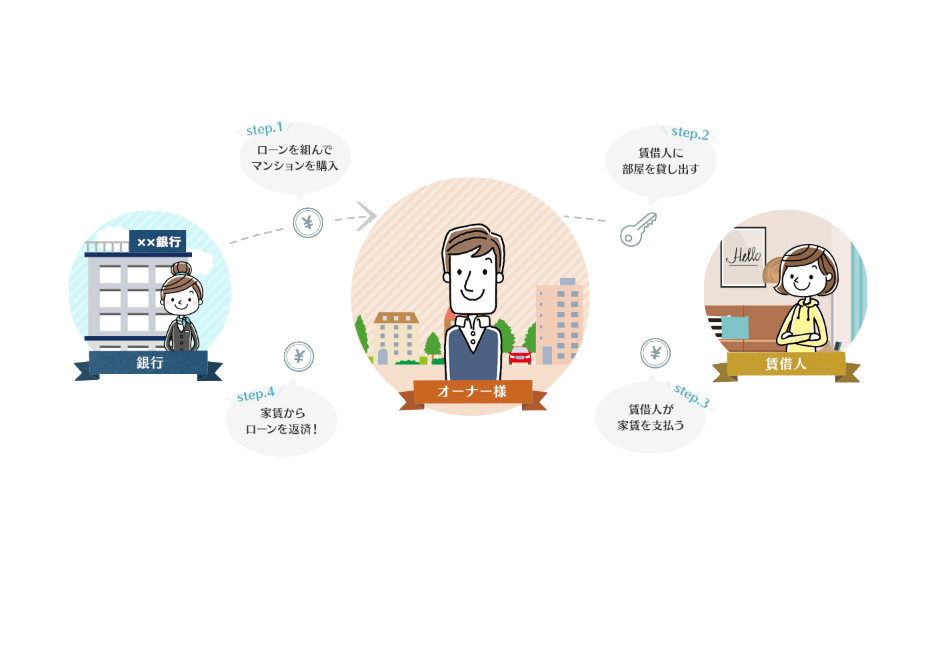 step.1
ローンを組んで
マンションを購入
step.2
賃借人に
部屋を貸し出す
××銀行
Hello
銀行
オーナー様
賃借人
step.4
家賃から
ローンを返済！
step.3
賃借人が
家賃を支払う